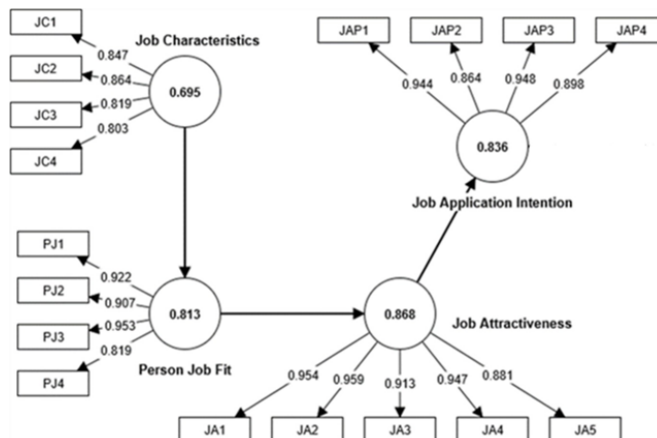 JC1
Job Characteristics
0.847
JC2
0.864
0.695
JC3
0.819
0.803
JC4
JAP1
JAP2
JAP3
JAP4
0.944
0.864
0.948
0.898
0.836
Job Application Intention
PJ1
0.922
PJ2
0.907
0.813
PJ3
0.953
0.819
PJ4
Person Job Fit
0.868
Job Attractiveness
0.954
0.959
0.913
0.947
0.881
JA1
JA2
JA3
JA4
JA5